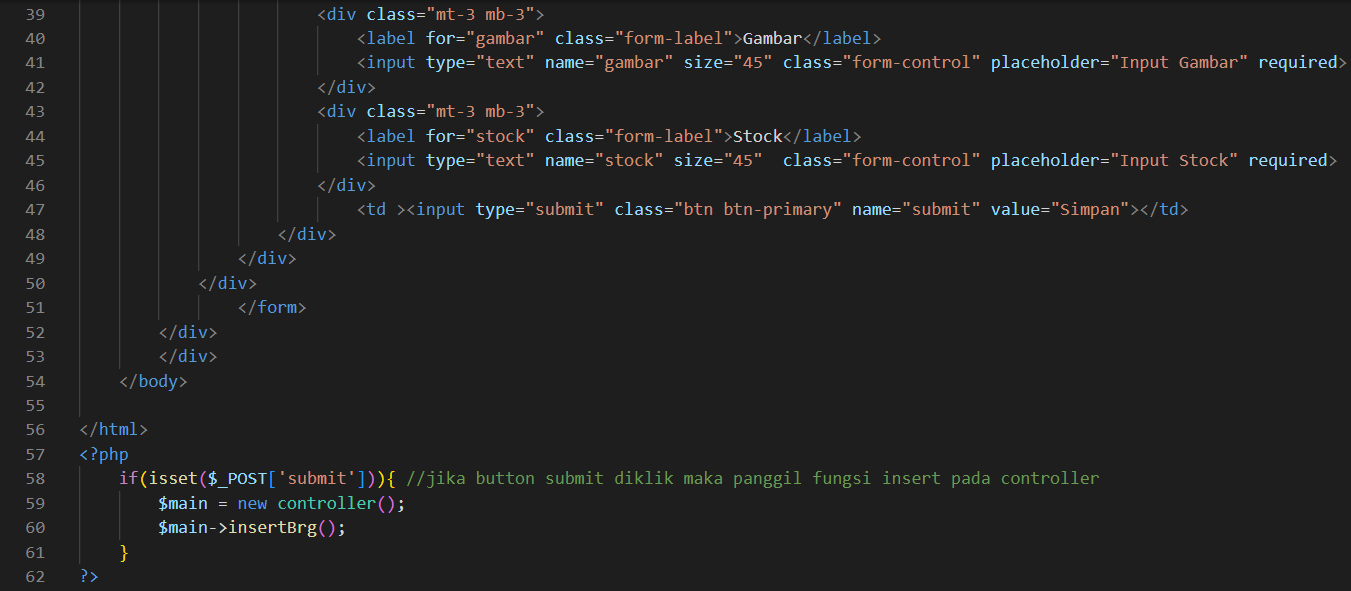 39 <div class="mt-3 mb-3">
40 <label for="gambar" class="form-label">Gambar</label>
41 <input type="text" name="gambar" size="45" class="form-control" placeholder="Input Gambar" required>
42 </div>
43 <div class="mt-3 mb-3">
44 <label for="stock" class="form-label">Stock</label>
45 <input type="text" name="stock" size="45"  class="form-control" placeholder="Input Stock" required>
46 </div>
47 <td ><input type="submit" class="btn btn-primary" name="submit" value="Simpan"></td>
48 </div>
49 </div>
50 </div>
51 </form>
52 </div>
53 </div>
54 </body>
55
56 </html>
57 <?php
58 if(isset($_POST['submit'])){ //jika button submit diklik maka panggil fungsi insert pada controller
59 $main = new controller();
60 $main->insertBrg();
61 }
62 ?>